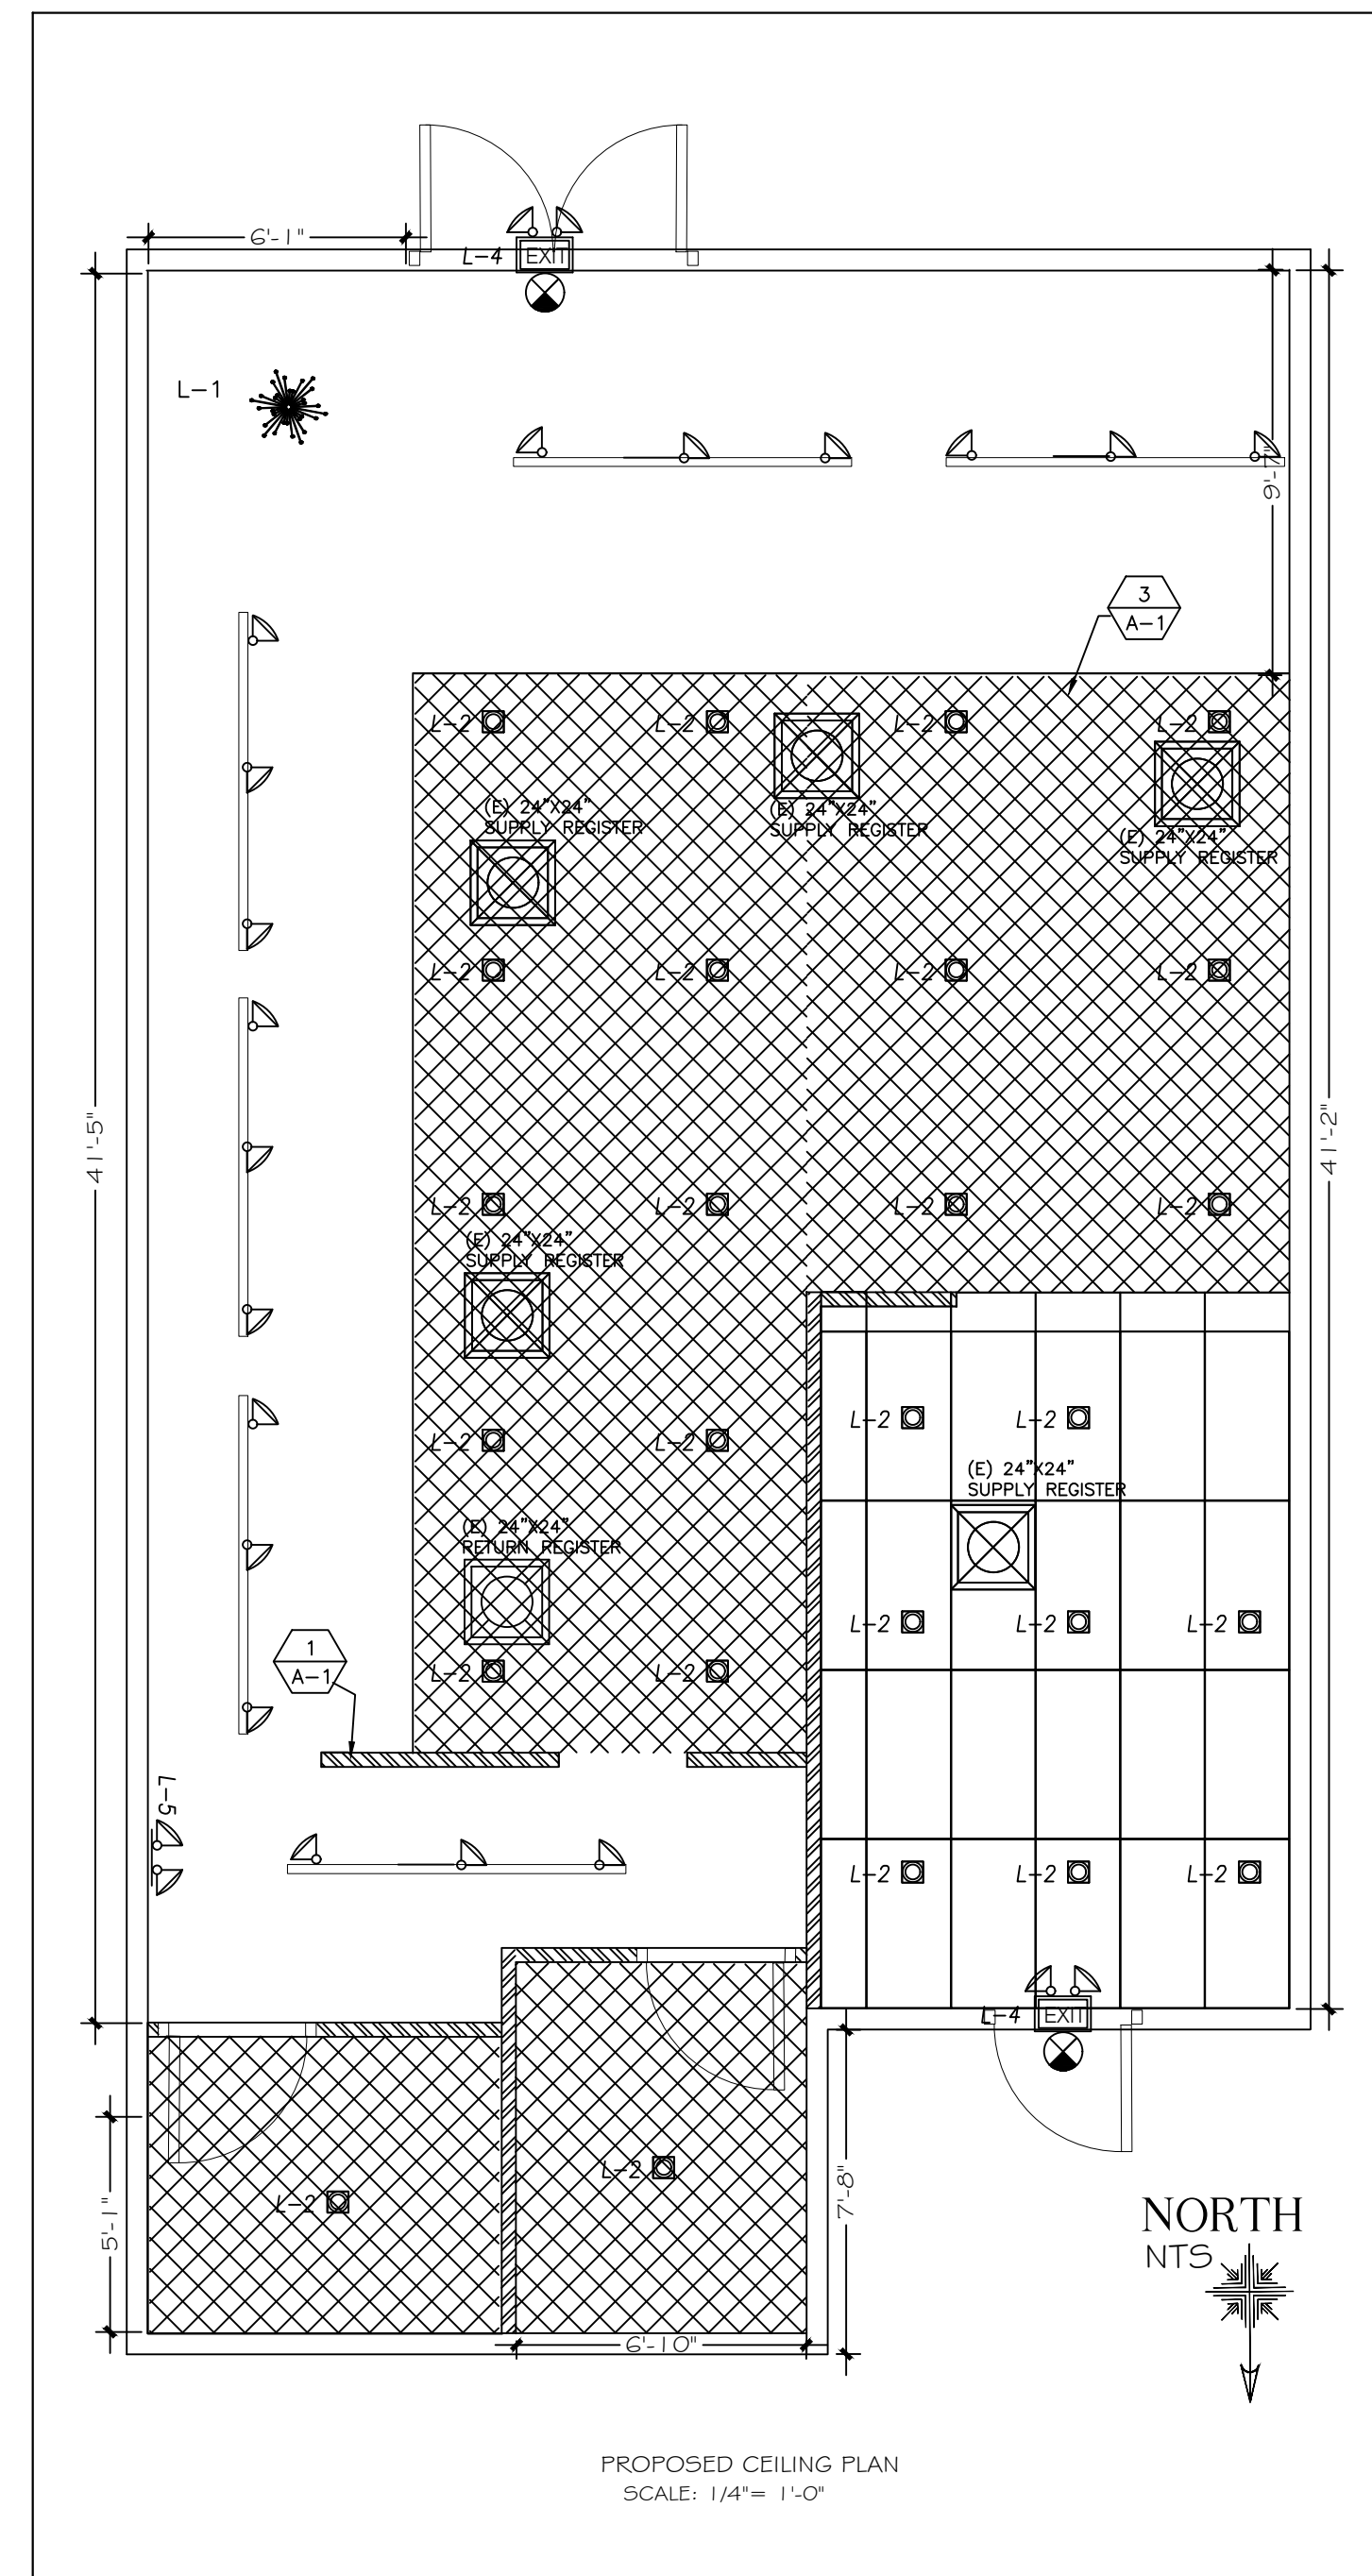 6'-1"
L-4
EXIT
L-1
9'-7"
3
A-1
L-2
L-2
L-2
L-2
(E) 24"X24"
SUPPLY REGISTER
(E) 24"X24"
SUPPLY REGISTER
(E) 24"X24"
SUPPLY REGISTER
L-2
L-2
L-2
L-2
41'-5"
41'-2"
L-2
L-2
L-2
L-2
(E) 24"X24"
SUPPLY REGISTER
L-2
L-2
L-2
L-2
(E) 24"X24"
SUPPLY REGISTER
(E) 24"X24"
RETURN REGISTER
L-2
L-2
L-2
1
A-1
L-2
L-2
L-5
L-2
L-2
L-2
L-4
EXIT
L-2
L-2
5'-1"
7'-8"
6'-10"
NORTH
NTS
PROPOSED CEILING PLAN
SCALE: 1/4"= 1'-0"